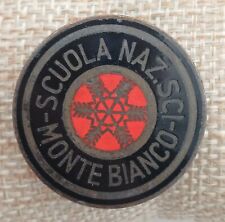 SCUOLA NAZ. SCI-
-MONTE BIANCO-